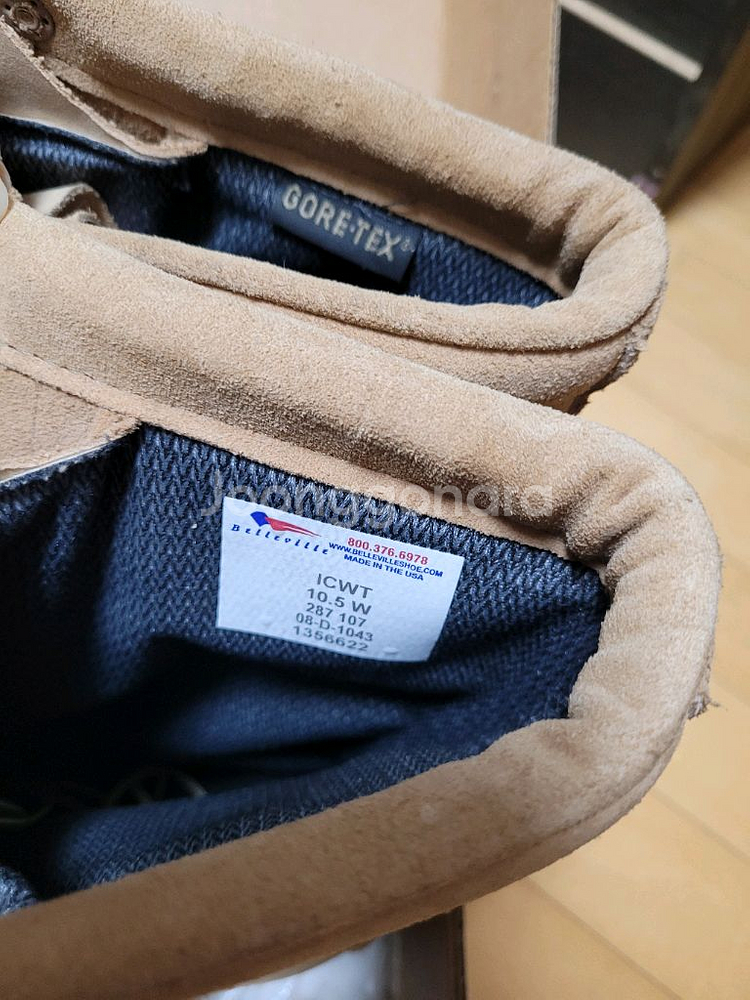 GORE-TEX®
Joonggonara
Belleville
800.376.6978
WWW.BELLEVILLESHOE.COM
MADE IN THE USA
ICWT
10.5 W
287 107
08-D-1043
1356622